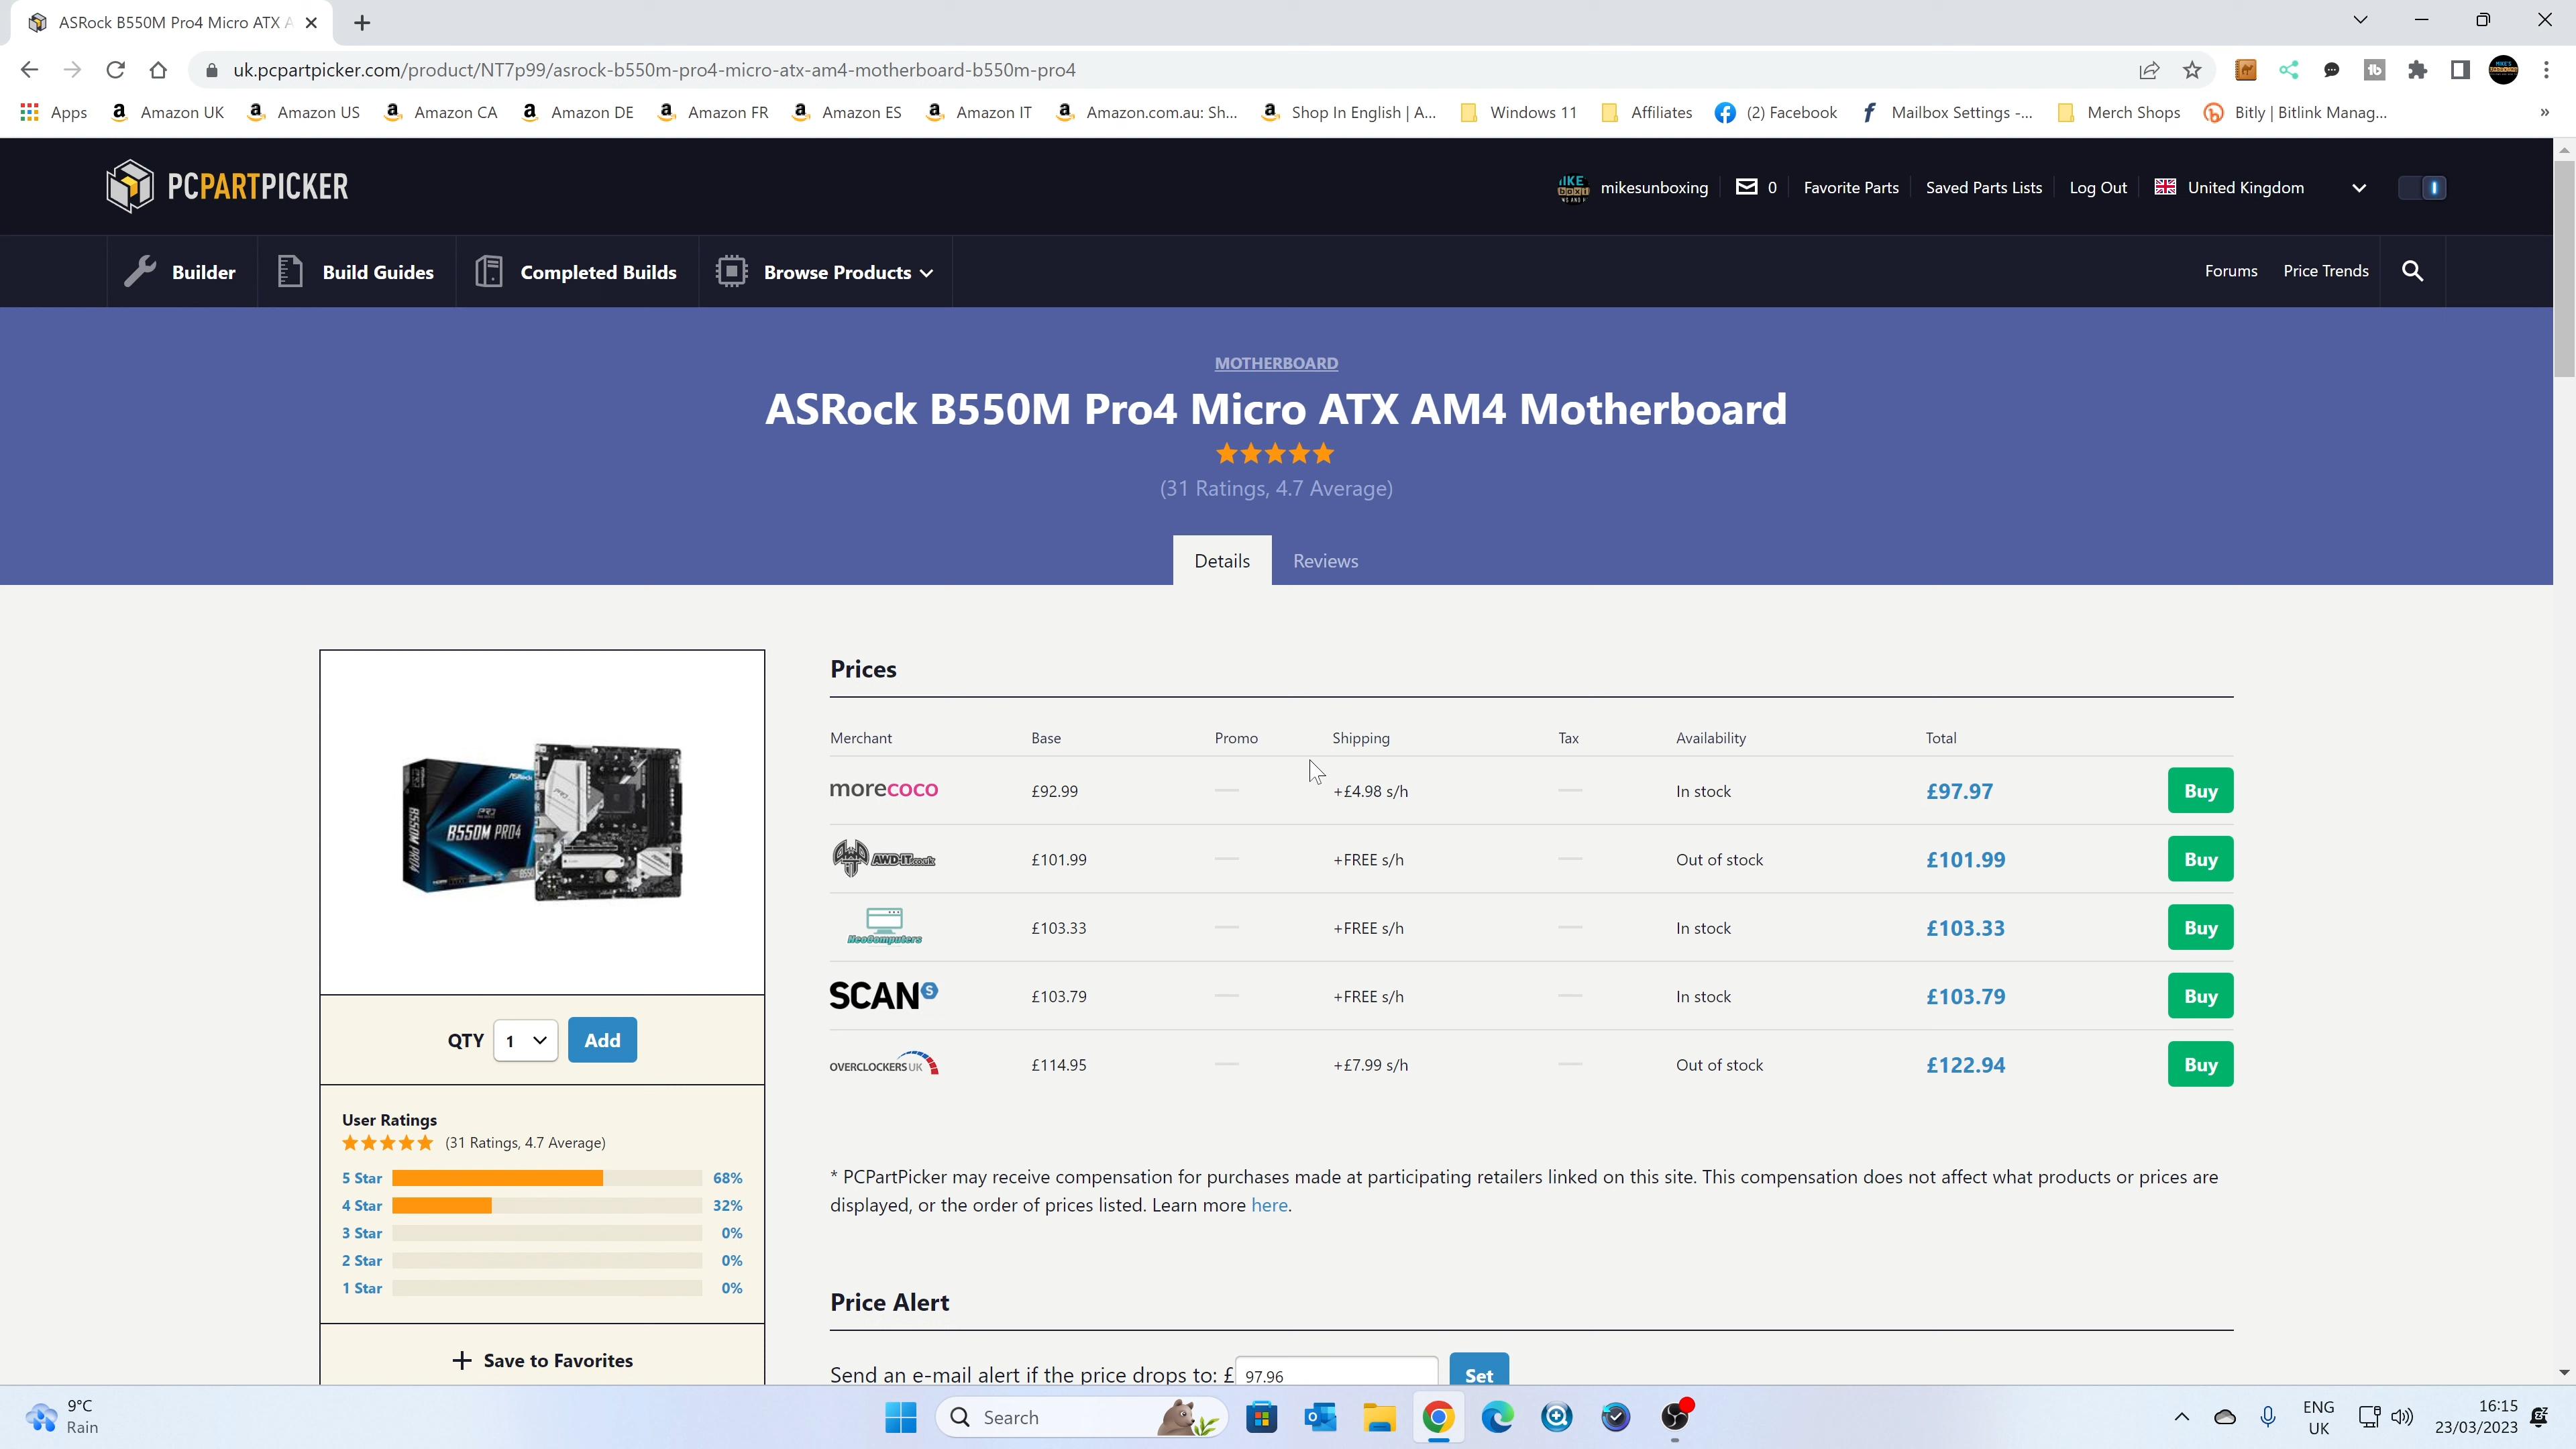 ASRock B550M Pro4 Micro ATX A
uk.pcpartpicker.com/product/NT7p99/asrock-b550m-pro4-micro-atx-am4-motherboard-b550m-pro4
Apps Amazon UK Amazon US Amazon CA Amazon DE Amazon FR Amazon ES Amazon IT Amazon.com.au: Sh... Shop In English | A... Windows 11 Affiliates (2) Facebook Mailbox Settings -... Merch Shops Bitly | Bitlink Manag... »
PCPARTPICKER mikesunboxing 0 Favorite Parts Saved Parts Lists Log Out United Kingdom
Builder Build Guides Completed Builds Browse Products Forums Price Trends
MOTHERBOARD
ASRock B550M Pro4 Micro ATX AM4 Motherboard
(31 Ratings, 4.7 Average)
Details Reviews
Prices
Merchant Base Promo Shipping Tax Availability Total
morecoco £92.99 — +£4.98 s/h — In stock £97.97 Buy
AWD-IT.co.uk £101.99 — +FREE s/h — Out of stock £101.99 Buy
NeoComputers £103.33 — +FREE s/h — In stock £103.33 Buy
SCAN S £103.79 — +FREE s/h — In stock £103.79 Buy
OVERCLOCKERS UK £114.95 — +£7.99 s/h — Out of stock £122.94 Buy
ASRock
B550M PRO4
B550M PRO4
QTY 1 Add
User Ratings
(31 Ratings, 4.7 Average)
5 Star 68%
4 Star 32%
3 Star 0%
2 Star 0%
1 Star 0%
+ Save to Favorites
* PCPartPicker may receive compensation for purchases made at participating retailers linked on this site. This compensation does not affect what products or prices are
displayed, or the order of prices listed. Learn more here.
Price Alert
Send an e-mail alert if the price drops to: £ 97.96 Set
9°C
Rain
Search
ENG
UK
16:15
23/03/2023